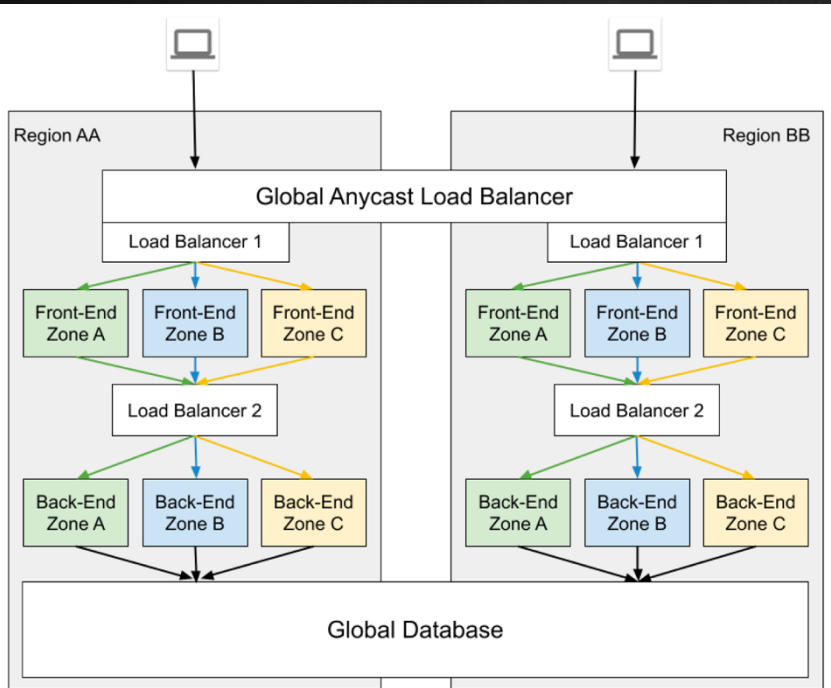 Region AA
Region BB
Global Anycast Load Balancer
Load Balancer 1
Load Balancer 1
Front-End
Zone A
Front-End
Zone B
Front-End
Zone C
Front-End
Zone A
Front-End
Zone B
Front-End
Zone C
Load Balancer 2
Load Balancer 2
Back-End
Zone A
Back-End
Zone B
Back-End
Zone C
Back-End
Zone A
Back-End
Zone B
Back-End
Zone C
Global Database